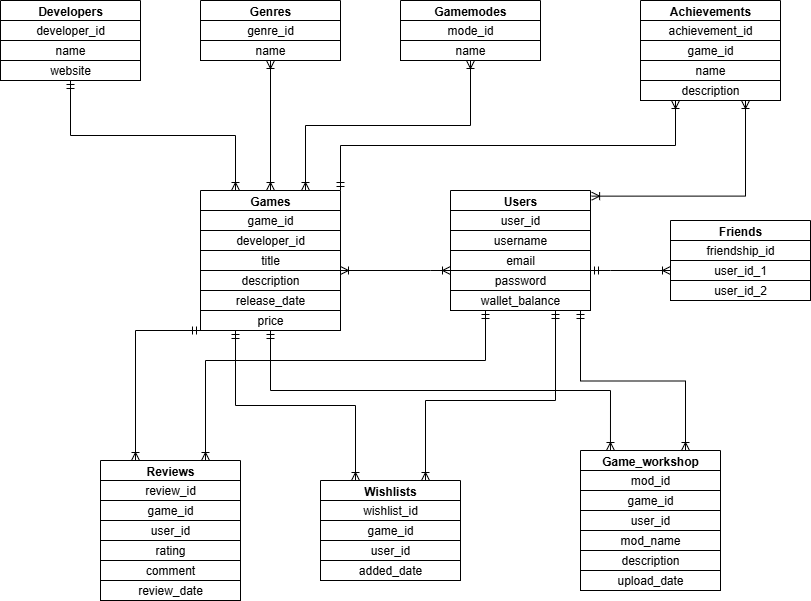 Developers
developer_id
name
website
Genres
genre_id
name
Gamemodes
mode_id
name
Achievements
achievement_id
game_id
name
description
Games
game_id
developer_id
title
description
release_date
price
Users
user_id
username
email
password
wallet_balance
Friends
friendship_id
user_id_1
user_id_2
Reviews
review_id
game_id
user_id
rating
comment
review_date
Wishlists
wishlist_id
game_id
user_id
added_date
Game_workshop
mod_id
game_id
user_id
mod_name
description
upload_date